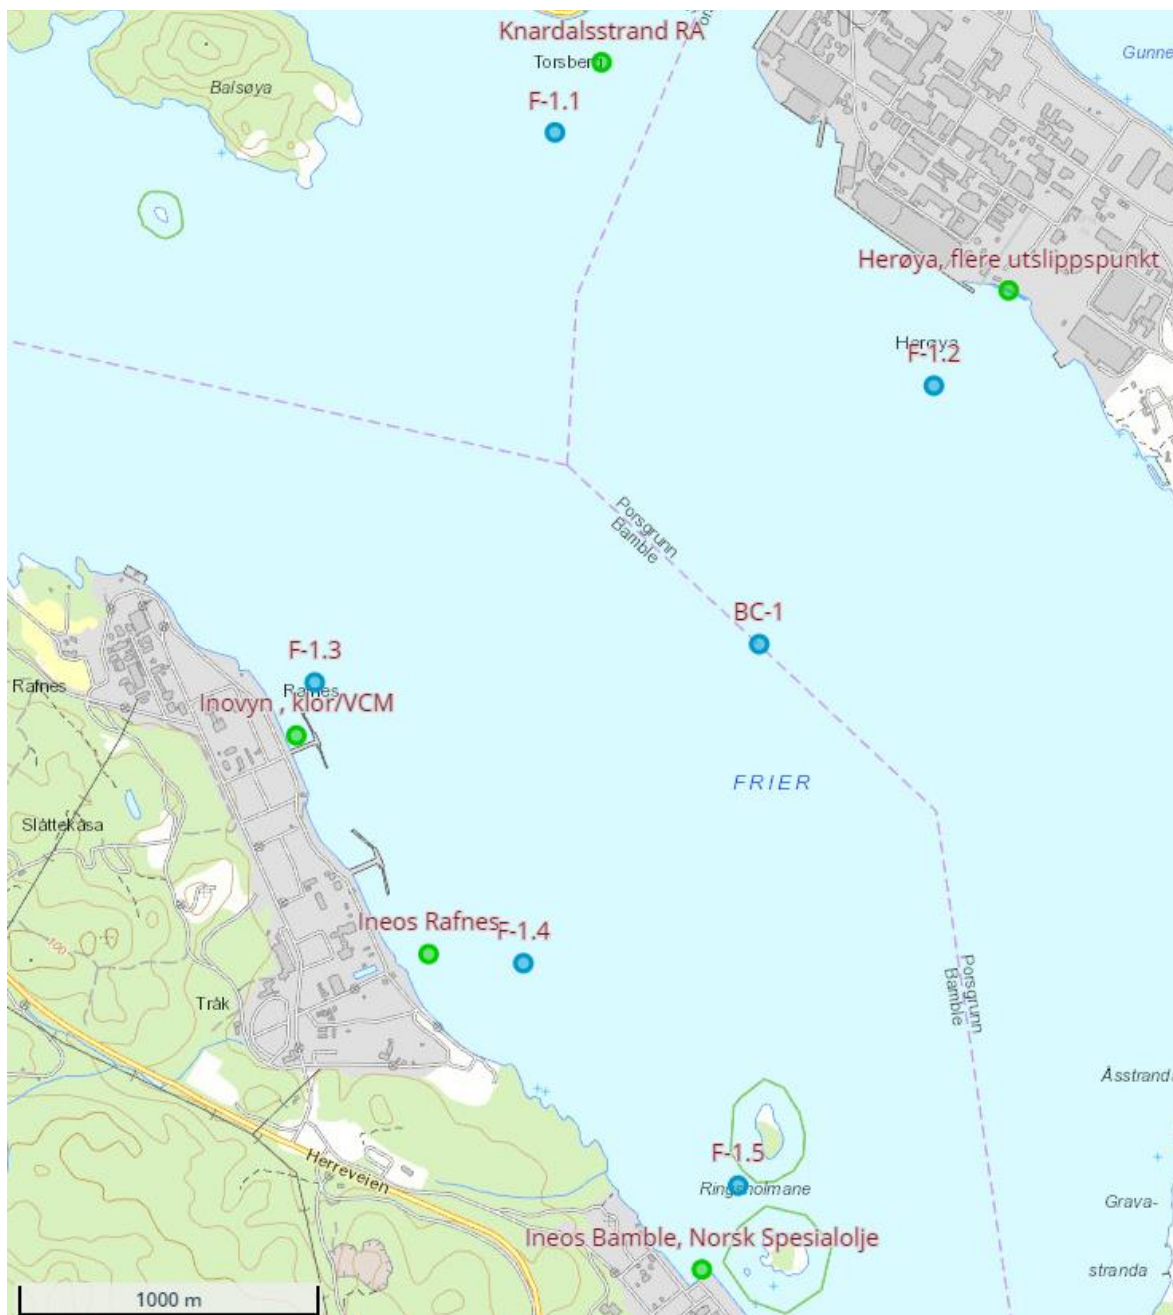 Knardalsstrand RA
Torsberg
Balsøya
F-1.1
Gunne
Herøya, flere utslippspunkt
Herøya
F-1.2
Porsgrunn
Bamble
BC-1
F-1.3
Rafnes
Rafnes
Inovyn , klor/VCM
FRIER
Slåttekåsa
Ineos Rafnes
F-1.4
100
Tråk
Porsgrunn
Bamble
Åsstrand
F-1.5
Herreveien
Ringsholmane
Grava-
stranda
Ineos Bamble, Norsk Spesialolje
1000 m